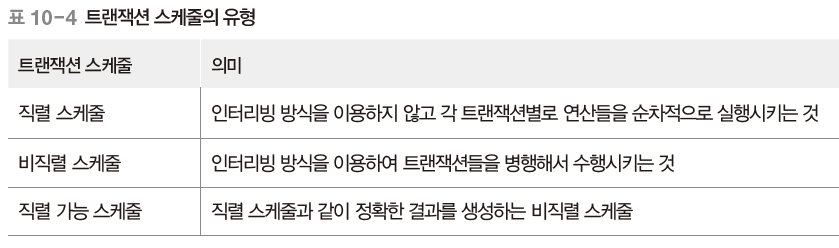 표 10-4 트랜잭션 스케줄의 유형
트랜잭션 스케줄 의미
직렬 스케줄 인터리빙 방식을 이용하지 않고 각 트랜잭션별로 연산들을 순차적으로 실행시키는 것
비직렬 스케줄 인터리빙 방식을 이용하여 트랜잭션들을 병행해서 수행시키는 것
직렬 가능 스케줄 직렬 스케줄과 같이 정확한 결과를 생성하는 비직렬 스케줄